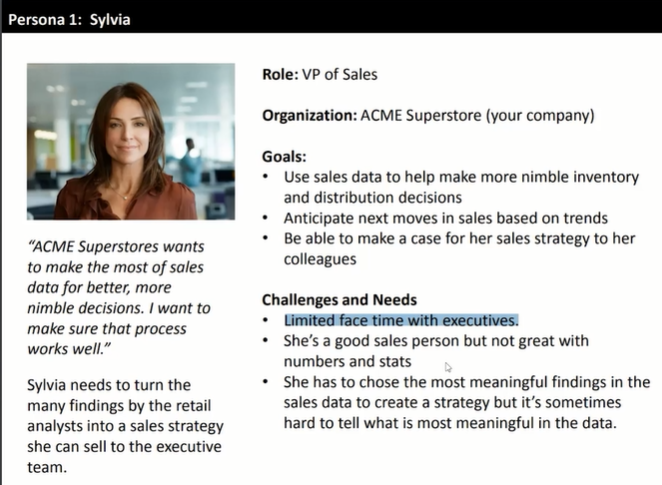 Persona 1: Sylvia
Role: VP of Sales
Organization: ACME Superstore (your company)
Goals:
• Use sales data to help make more nimble inventory
and distribution decisions
• Anticipate next moves in sales based on trends
• Be able to make a case for her sales strategy to her
colleagues
Challenges and Needs
• Limited face time with executives.
• She's a good sales person but not great with
numbers and stats
• She has to chose the most meaningful findings in the
sales data to create a strategy but it's sometimes
hard to tell what is most meaningful in the data.
"ACME Superstores wants
to make the most of sales
data for better, more
nimble decisions. I want to
make sure that process
works well."
Sylvia needs to turn the
many findings by the retail
analysts into a sales strategy
she can sell to the executive
team.